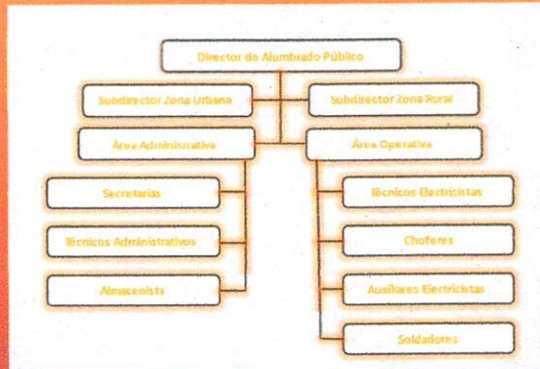 Director de Alumbrado Público
Subdirector Zona Urbana
Subdirector Zona Rural
Área Administrativa
Área Operativa
Secretarias
Técnicos Electricistas
Técnicos Administrativos
Choferes
Almacenista
Auxiliares Electricistas
Soldadores